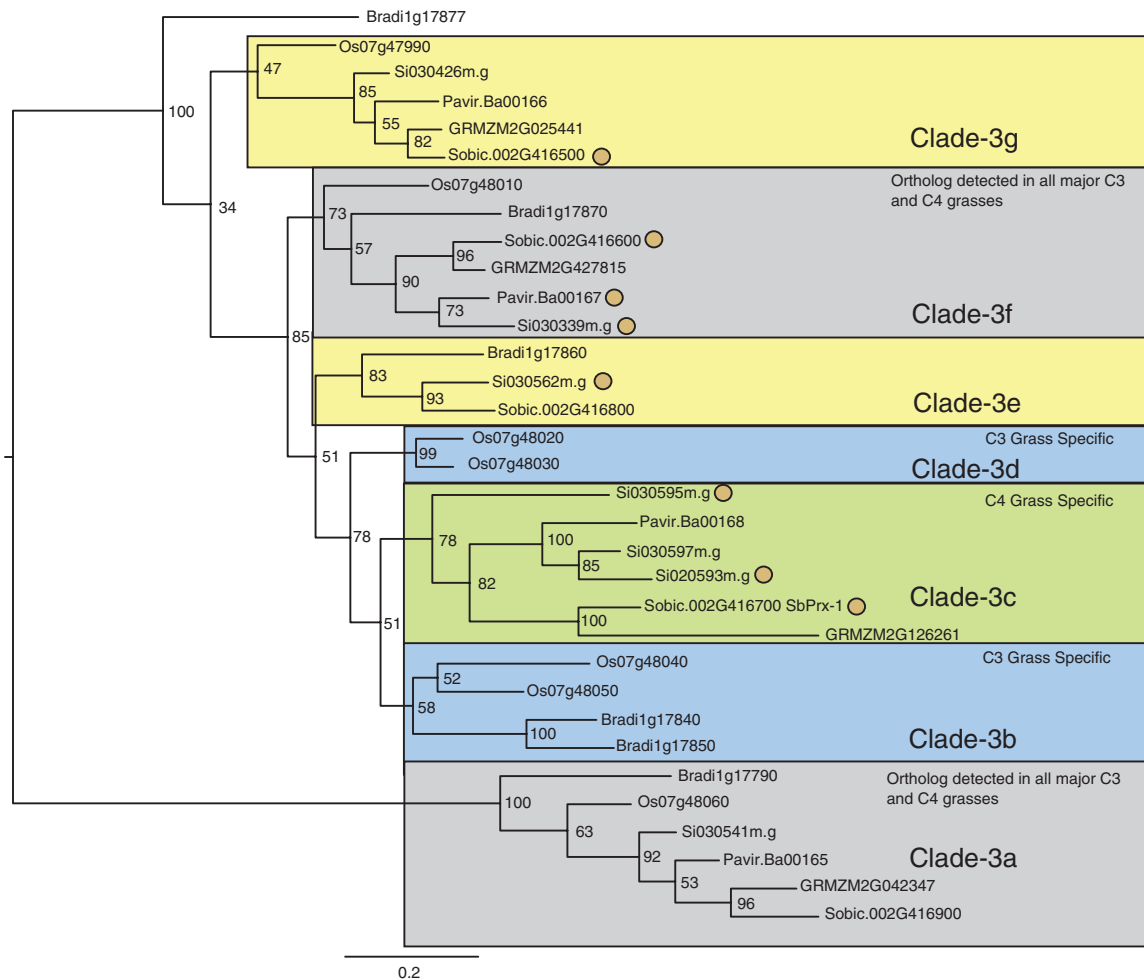 Bradi1g17877
Os07g47990
47
Si030426m.g
85
Pavir.Ba00166
100
55
GRMZM2G025441
82
Clade-3g
Sobic.002G416500
Ortholog detected in all major C3
and C4 grasses
Os07g48010
34
73
Bradi1g17870
57
Sobic.002G416600
96
GRMZM2G427815
90
Pavir.Ba00167
73
Clade-3f
Si030339m.g
85
Bradi1g17860
83
Si030562m.g
93
Clade-3e
Sobic.002G416800
Os07g48020
C3 Grass Specific
99
51
Os07g48030
Clade-3d
Si030595m.g
C4 Grass Specific
Pavir.Ba00168
78
78
100
Si030597m.g
85
Si020593m.g
82
Clade-3c
Sobic.002G416700 SbPrx-1
51
100
GRMZM2G126261
Os07g48040
C3 Grass Specific
52
Os07g48050
58
Bradi1g17840
100
Clade-3b
Bradi1g17850
Bradi1g17790
Ortholog detected in all major C3
and C4 grasses
100
Os07g48060
63
Si030541m.g
92
Pavir.Ba00165
Clade-3a
53
GRMZM2G042347
96
Sobic.002G416900
0.2